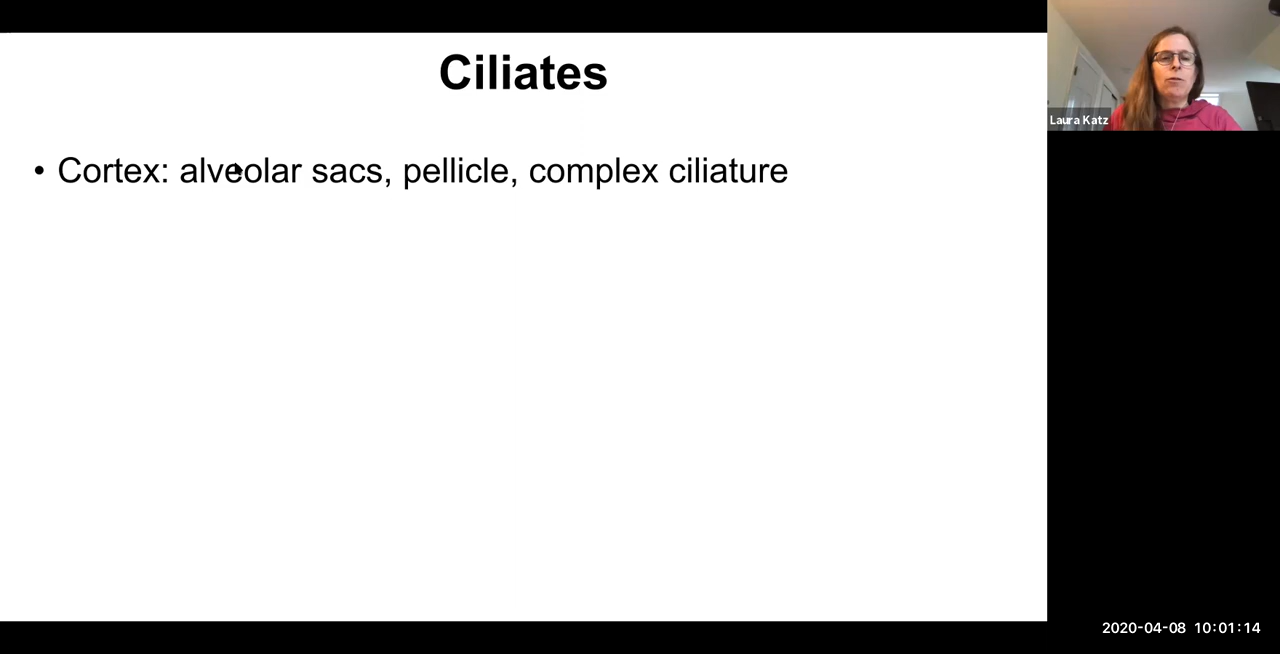 Ciliates
• Cortex: alveolar sacs, pellicle, complex ciliature
Laura Katz
2020-04-08 10:01:14